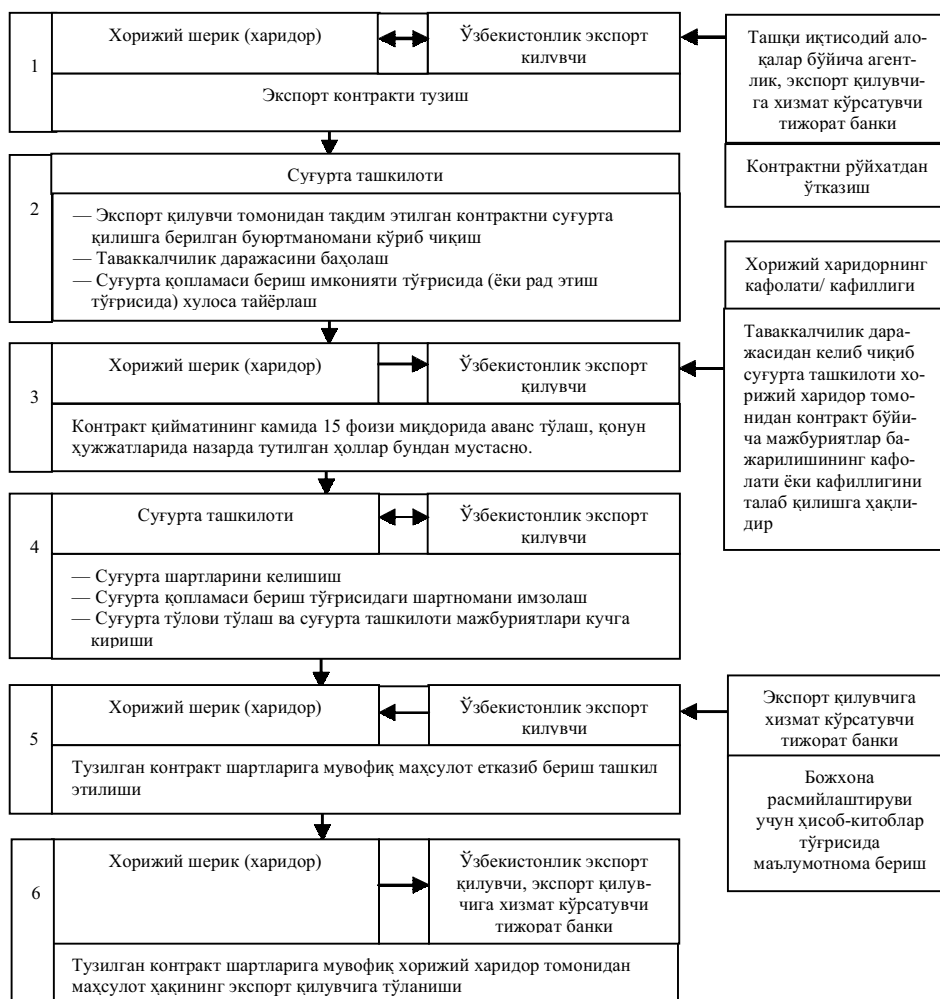 1
Хорижий шерик (харидор)
Ўзбекистонлик экспорт
қилувчи
Экспорт контракти тузиш
Ташқи иқтисодий ало-
қалар бўйича агент-
лик, экспорт қилувчи-
га хизмат кўрсатувчи
тижорат банки
Контрактни рўйхатдан
ўтказиш
2
Суғурта ташкилоти
— Экспорт қилувчи томонидан тақдим этилган контрактни суғурта
қилишга берилган буюртманомани кўриб чиқиш
— Таваккалчилик даражасини баҳолаш
— Суғурта қопламаси бериш имконияти тўғрисида (ёки рад этиш
тўғрисида) хулоса тайёрлаш
Хорижий харидорнинг
кафолати/ кафиллиги
Таваккалчилик дара-
жасидан келиб чиқиб
суғурта ташкилоти хо-
рижий харидор томо-
нидан контракт бўйи-
ча мажбуриятлар ба-
жарилишининг кафо-
лати ёки кафиллигини
талаб қилишга ҳақли-
дир
3
Хорижий шерик (харидор)
Ўзбекистонлик экспорт
қилувчи
Контракт қийматининг камида 15 фоизи миқдорида аванс тўлаш, қонун
ҳужжатларида назарда тутилган ҳоллар бундан мустасно.
4
Суғурта ташкилоти
Ўзбекистонлик экспорт
қилувчи
— Суғурта шартларини келишиш
— Суғурта қопламаси бериш тўғрисидаги шартномани имзолаш
— Суғурта тўлови тўлаш ва суғурта ташкилоти мажбуриятлари кучга
кириши
5
Хорижий шерик (харидор)
Ўзбекистонлик экспорт
қилувчи
Тузилган контракт шартларига мувофиқ маҳсулот етказиб бериш ташкил
этилиши
Экспорт қилувчига
хизмат кўрсатувчи
тижорат банки
Божхона
расмийлаштируви
учун ҳисоб-китоблар
тўғрисида
маълумотнома бериш
6
Хорижий шерик (харидор)
Ўзбекистонлик экспорт
қилувчи, экспорт қилув-
чига хизмат кўрсатувчи
тижорат банки
Тузилган контракт шартларига мувофиқ хорижий харидор томонидан
маҳсулот ҳақининг экспорт қилувчига тўланиши